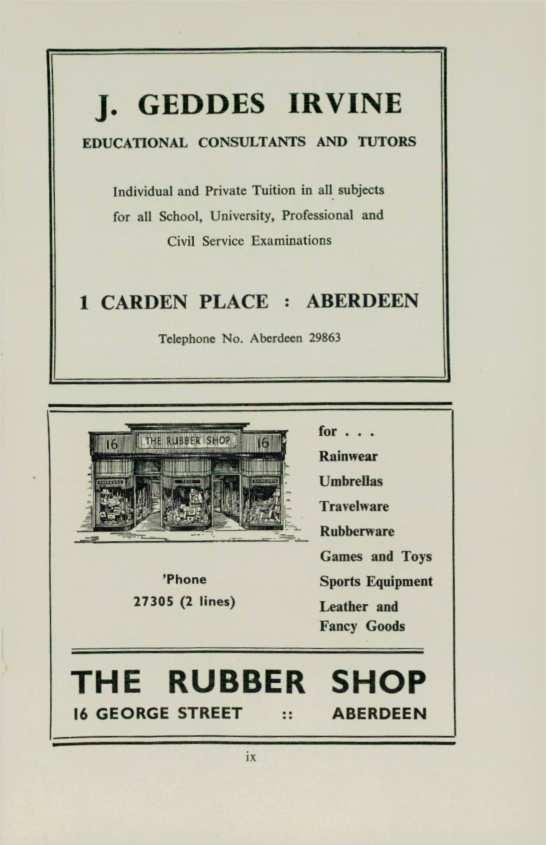 J. GEDDES IRVINE
EDUCATIONAL CONSULTANTS AND TUTORS
Individual and Private Tuition in all subjects
for all School, University, Professional and
Civil Service Examinations
1 CARDEN PLACE : ABERDEEN
Telephone No. Aberdeen 29863
16 THE RUBBER SHOP 16
'Phone
27305 (2 lines)
for . . .
Rainwear
Umbrellas
Travelware
Rubberware
Games and Toys
Sports Equipment
Leather and
Fancy Goods
THE RUBBER SHOP
16 GEORGE STREET :: ABERDEEN
ix